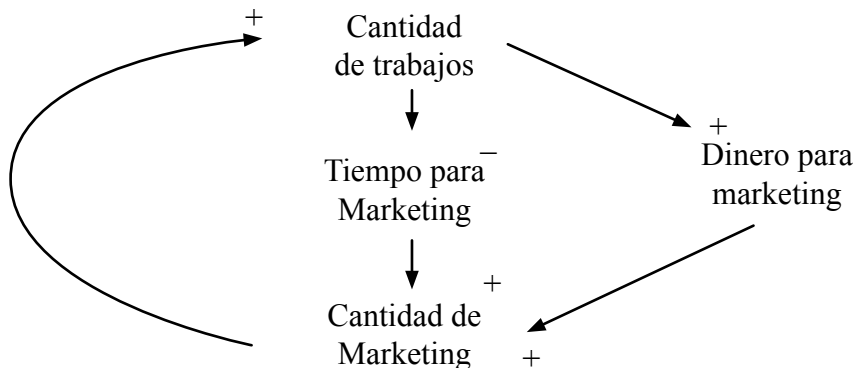 +
Cantidad
de trabajos
+
Dinero para
marketing
−
Tiempo para
Marketing
+
Cantidad de
Marketing
+